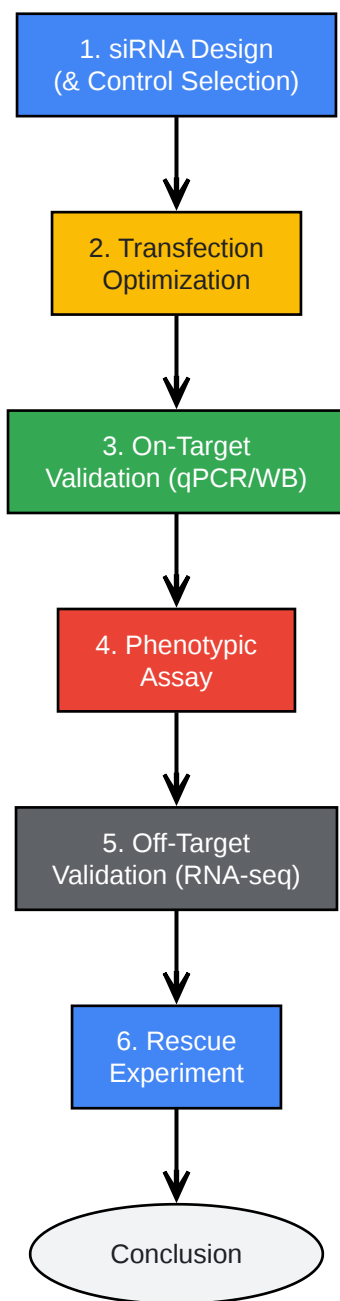 1. siRNA Design
(& Control Selection)
2. Transfection
Optimization
3. On-Target
Validation (qPCR/WB)
4. Phenotypic
Assay
5. Off-Target
Validation (RNA-seq)
6. Rescue
Experiment
Conclusion